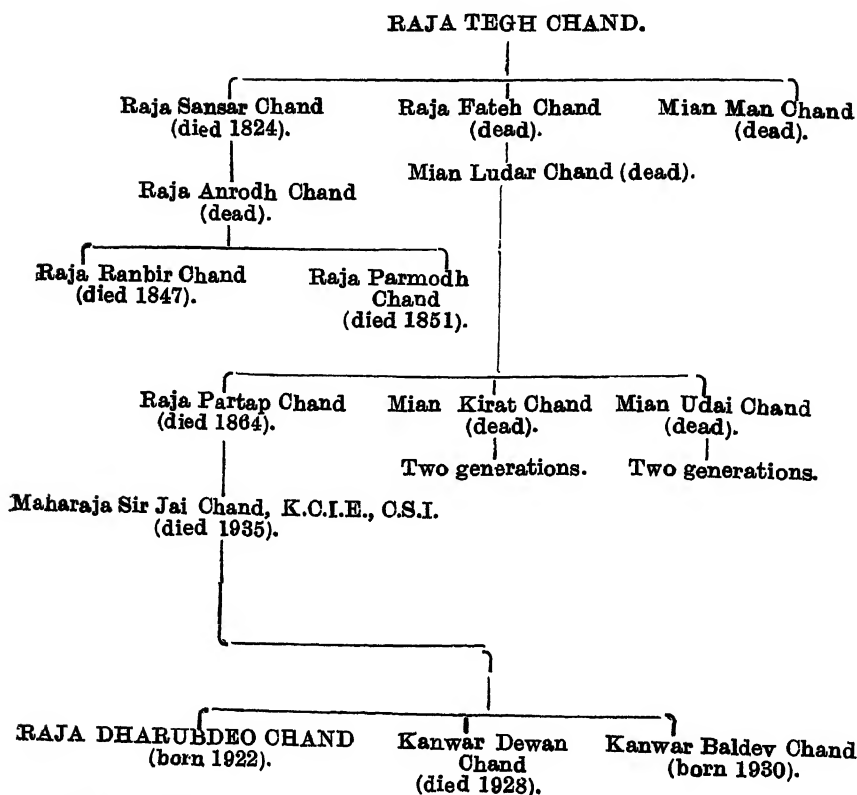 RAJA TEGH CHAND.
Raja Sansar Chand Raja Fateh Chand Mian Man Chand
(died 1824). (dead). (dead).
Mian Ludar Chand (dead).
Raja Anrodh Chand
(dead).
Raja Ranbir Chand Raja Parmodh
(died 1847). Chand
(died 1851).
Raja Partap Chand Mian Kirat Chand Mian Udai Chand
(died 1864). (dead). (dead).
Two generations. Two generations.
Maharaja Sir Jai Chand, K.C.I.E., C.S.I.
(died 1935).
RAJA DHARUBDEO CHAND Kanwar Dewan Kanwar Baldev Chand
(born 1922). Chand (born 1930).
(died 1928).